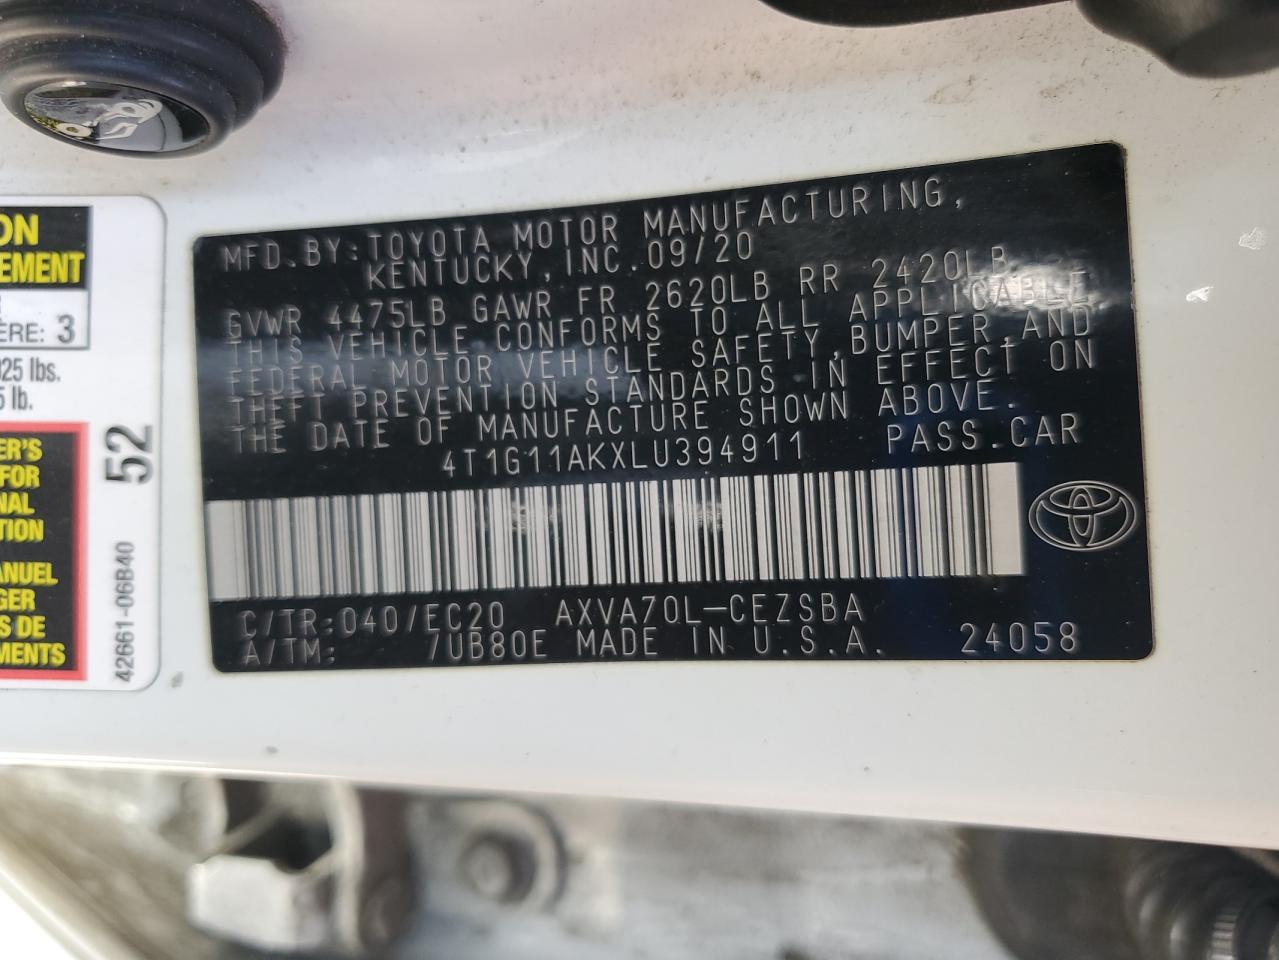 ON
EMENT
ÈRE: 3
025 lbs.
5 lb.
ER'S
FOR
NAL
TION
ANUEL
GER
S DE
MENTS
52
42661-06B40
MFD.BY:TOYOTA MOTOR MANUFACTURING,
KENTUCKY,INC.09/20
GVWR 4475LB GAWR FR 2620LB RR 2420LB
THIS VEHICLE CONFORMS TO ALL APPLICABLE
FEDERAL MOTOR VEHICLE SAFETY,BUMPER,AND
THEFT PREVENTION STANDARDS IN EFFECT ON
THE DATE OF MANUFACTURE SHOWN ABOVE.
4T1G11AKXLU394911 PASS.CAR
C/TR:040/EC20 AXVA70L-CEZSBA
A/TM: 7UB80E MADE IN U.S.A. 24058